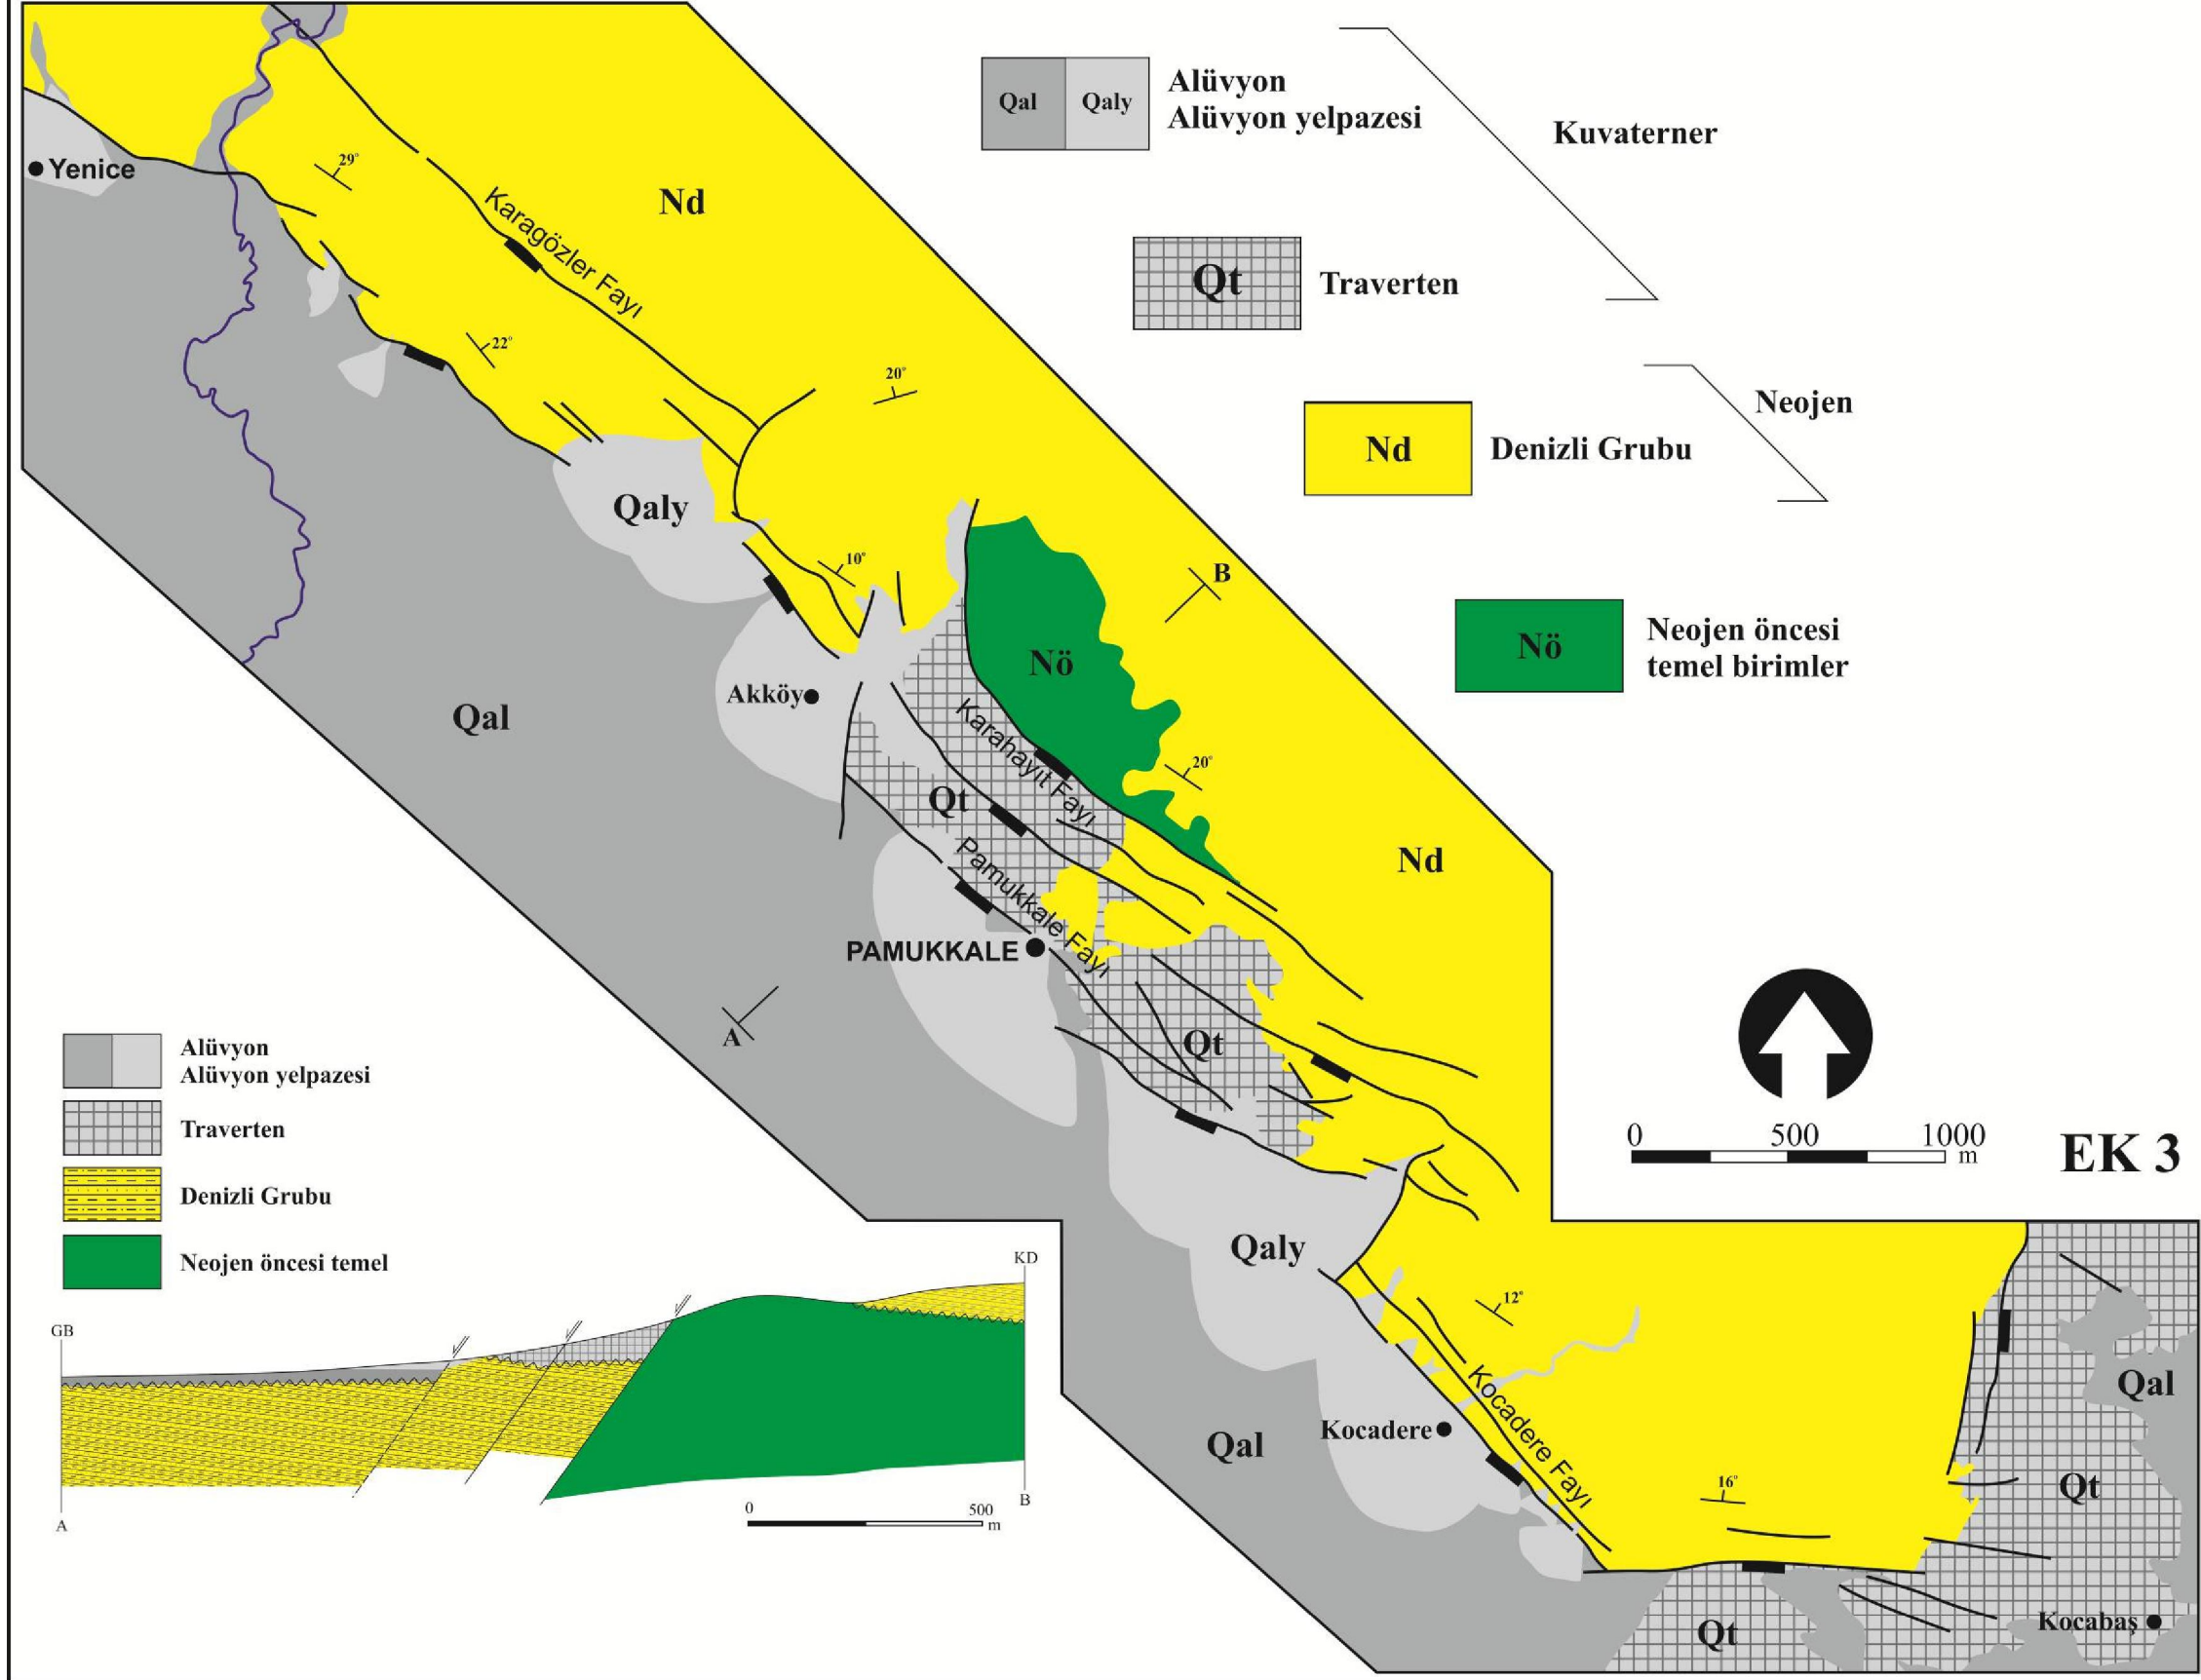 Qal
Qaly
Alüvyon
Alüvyon yelpazesi
Kuvaterner
Qt
Traverten
Nd
Denizli Grubu
Neojen
Nö
Neojen öncesi
temel birimler
Yenice
29°
Karagözler Fayı
Nd
22°
20°
Qaly
10°
B
Nö
Akköy
Qal
Karahayıt Fayı
20°
Qt
Pamukkale Fayı
Nd
PAMUKKALE
A
Qt
0 500 1000
m
EK 3
Qaly
12°
Kocadere Fayı
Kocadere
Qal
16°
Qal
Qt
Qt
Kocabaş
Alüvyon
Alüvyon yelpazesi
Traverten
Denizli Grubu
Neojen öncesi temel
GB
KD
A
B
0 500
m